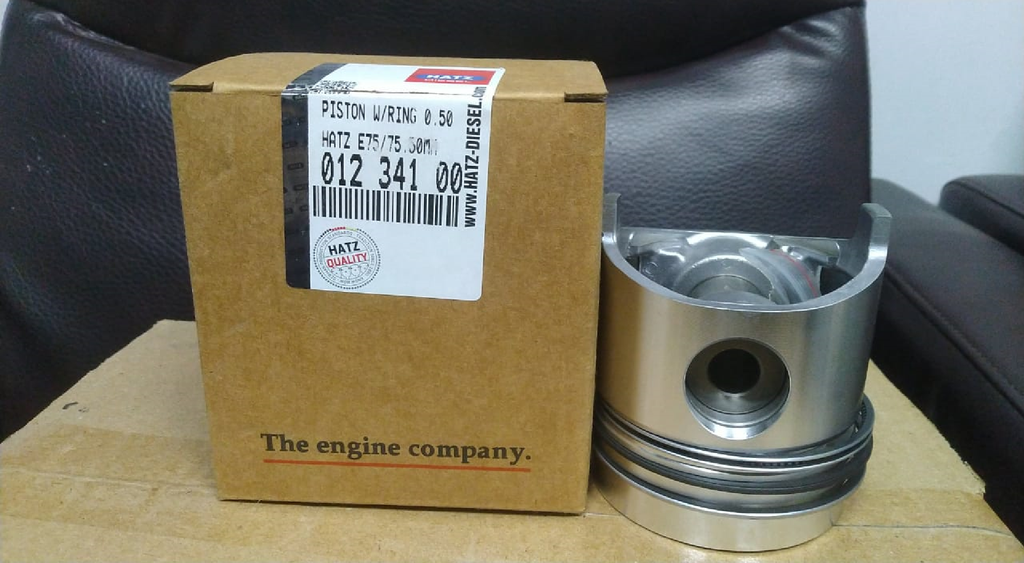 HATZ
DIESEL
PISTON W/RING 0.50
HATZ E75/75.50MM
012 341 00
www.HATZ-DIESEL.com
HATZ
QUALITY
The engine company.